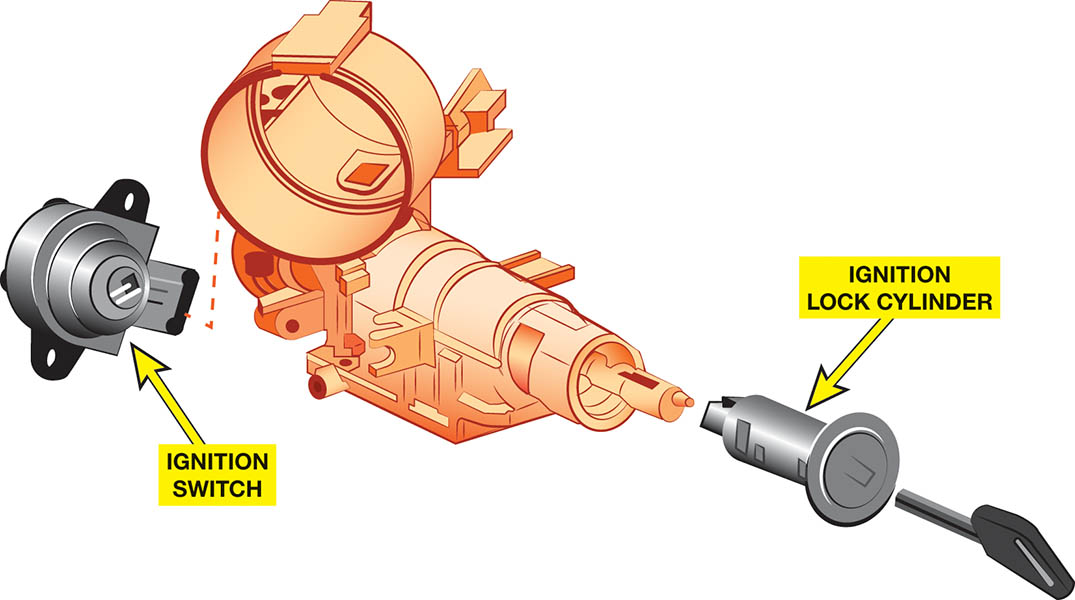 IGNITION
LOCK CYLINDER
IGNITION
SWITCH